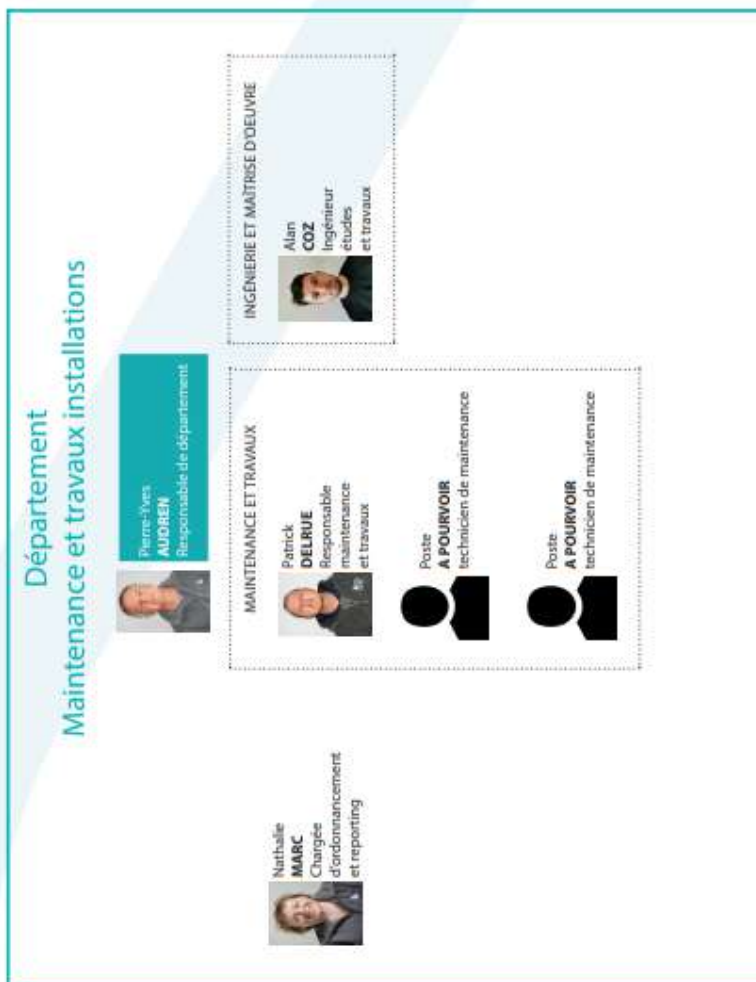 Département
Maintenance et travaux installations
Pierre-Yves
AUDREN
Responsable de département
Nathalie
MARC
Chargée
d'ordonnancement
et reporting
MAINTENANCE ET TRAVAUX
Patrick
DELRUE
Responsable
maintenance
et travaux
Poste
A POURVOIR
technicien de maintenance
Poste
A POURVOIR
technicien de maintenance
INGÉNIERIE ET MAÎTRISE D'OEUVRE
Alan
COZ
Ingénieur
études
et travaux